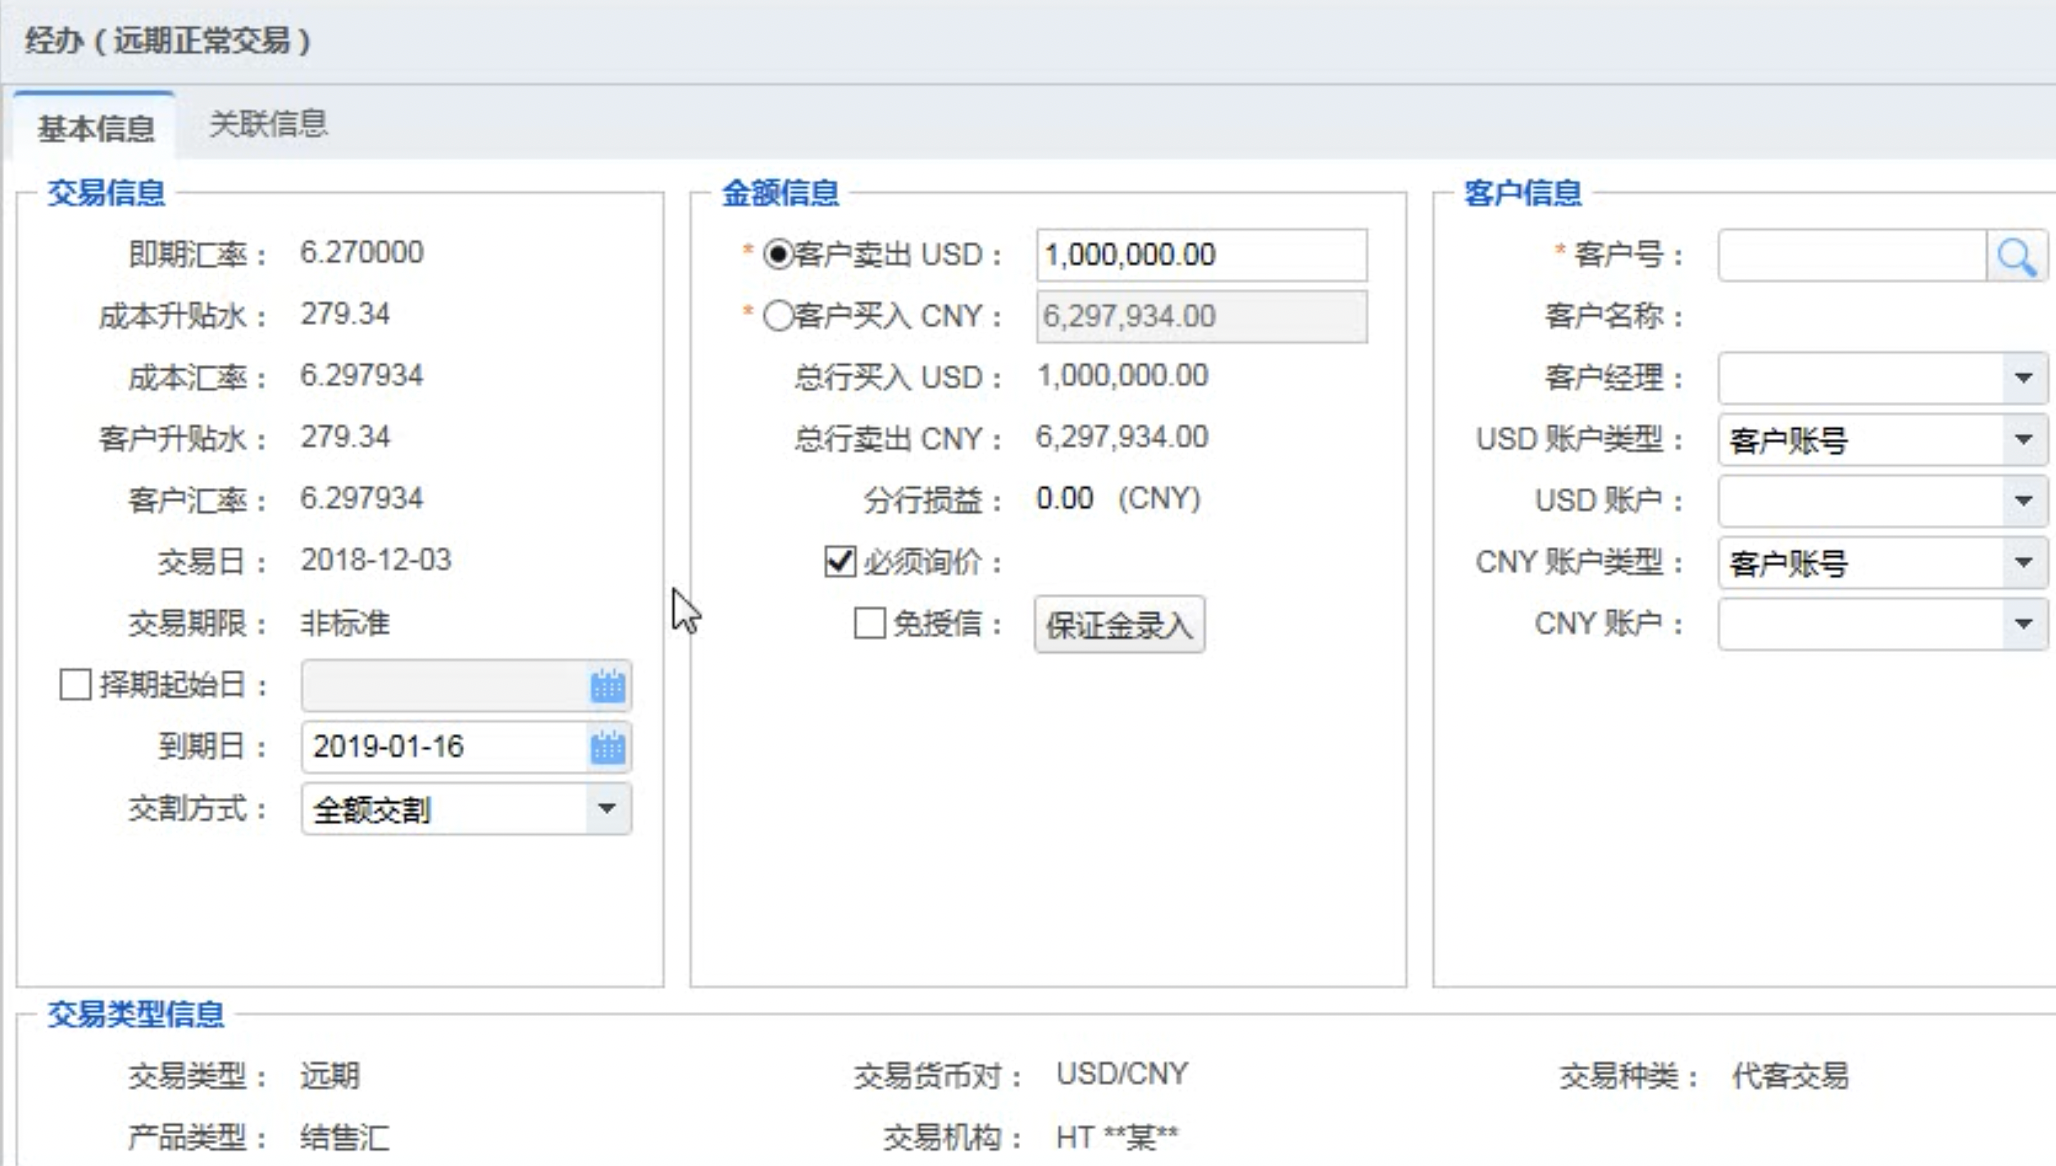 经办（远期正常交易）
基本信息 关联信息
交易信息
即期汇率： 6.270000
成本升贴水： 279.34
成本汇率： 6.297934
客户升贴水： 279.34
客户汇率： 6.297934
交易日： 2018-12-03
交易期限： 非标准
择期起始日：
到期日： 2019-01-16
交割方式： 全额交割
金额信息
* 客户卖出 USD： 1,000,000.00
* 客户买入 CNY： 6,297,934.00
总行买入 USD： 1,000,000.00
总行卖出 CNY： 6,297,934.00
分行损益： 0.00 (CNY)
必须询价：
免授信： 保证金录入
客户信息
* 客户号：
客户名称：
客户经理：
USD 账户类型： 客户账号
USD 账户：
CNY 账户类型： 客户账号
CNY 账户：
交易类型信息
交易类型： 远期 交易货币对： USD/CNY 交易种类： 代客交易
产品类型： 结售汇 交易机构： HT **某**